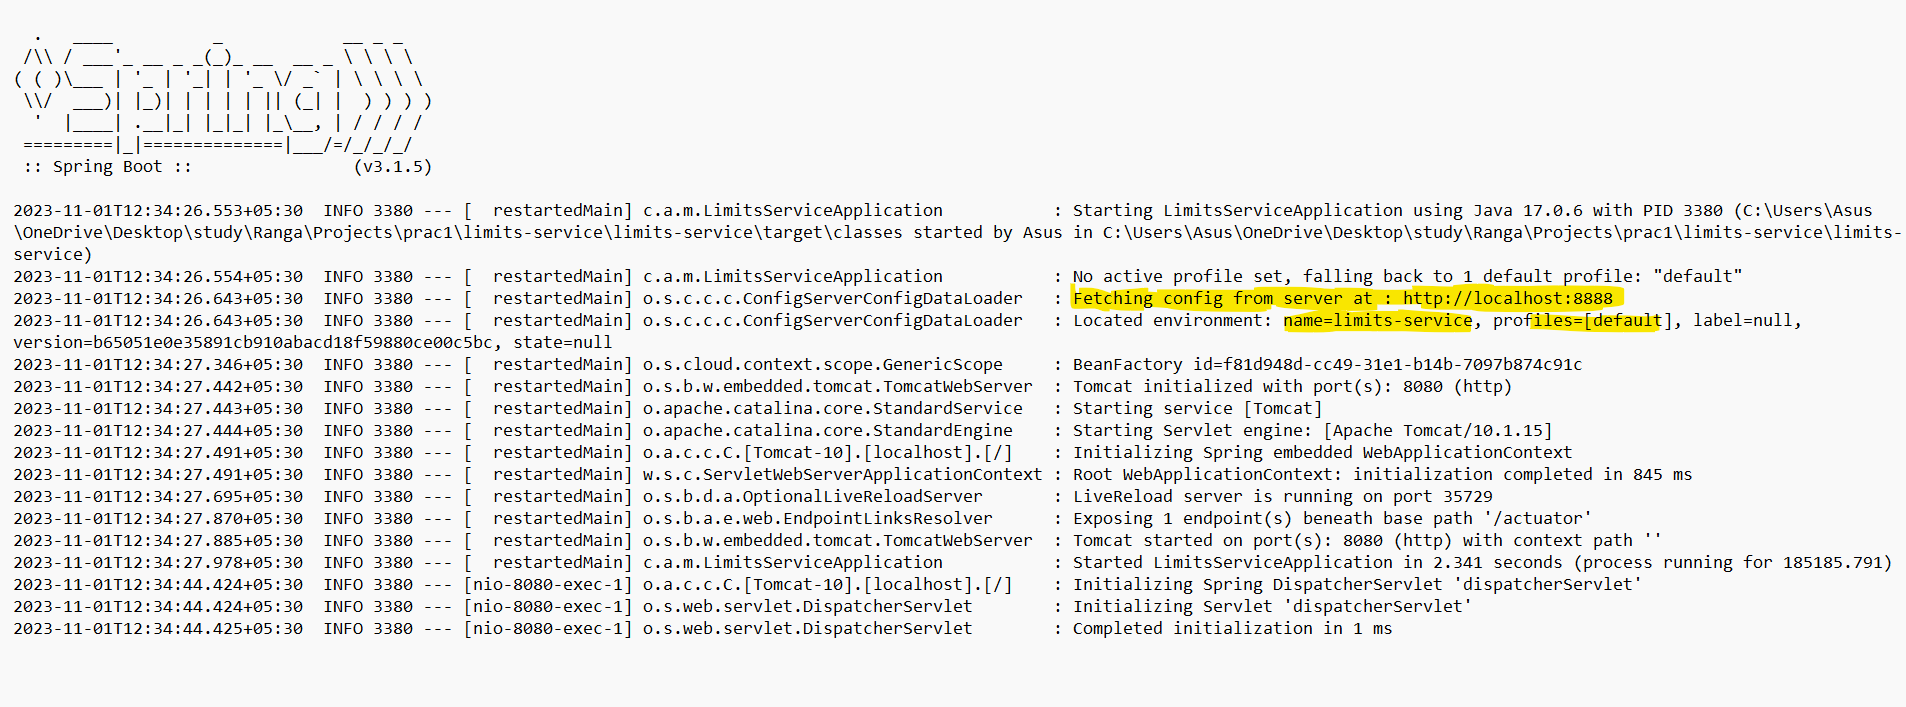 .   ____          _            __ _ _
 /\\ / ___'_ __ _ _(_)_ __  __ _ \ \ \ \
( ( )\___ | '_ | '_| | '_ \/ _` | \ \ \ \
 \\/  ___)| |_)| | | | | || (_| |  ) ) ) )
  '  |____| .__|_| |_|_| |_\__, | / / / /
 =========|_|==============|___/=/_/_/_/
 :: Spring Boot ::                (v3.1.5)
2023-11-01T12:34:26.553+05:30  INFO 3380 --- [  restartedMain] c.a.m.LimitsServiceApplication           : Starting LimitsServiceApplication using Java 17.0.6 with PID 3380 (C:\Users\Asus
\OneDrive\Desktop\study\Ranga\Projects\prac1\limits-service\limits-service\target\classes started by Asus in C:\Users\Asus\OneDrive\Desktop\study\Ranga\Projects\prac1\limits-service\limits-
service)
2023-11-01T12:34:26.554+05:30  INFO 3380 --- [  restartedMain] c.a.m.LimitsServiceApplication           : No active profile set, falling back to 1 default profile: "default"
2023-11-01T12:34:26.643+05:30  INFO 3380 --- [  restartedMain] o.s.c.c.c.ConfigServerConfigDataLoader   : Fetching config from server at : http://localhost:8888
2023-11-01T12:34:26.643+05:30  INFO 3380 --- [  restartedMain] o.s.c.c.c.ConfigServerConfigDataLoader   : Located environment: name=limits-service, profiles=[default], label=null,
version=b65051e0e35891cb910abacd18f59880ce00c5bc, state=null
2023-11-01T12:34:27.346+05:30  INFO 3380 --- [  restartedMain] o.s.cloud.context.scope.GenericScope     : BeanFactory id=f81d948d-cc49-31e1-b14b-7097b874c91c
2023-11-01T12:34:27.442+05:30  INFO 3380 --- [  restartedMain] o.s.b.w.embedded.tomcat.TomcatWebServer  : Tomcat initialized with port(s): 8080 (http)
2023-11-01T12:34:27.443+05:30  INFO 3380 --- [  restartedMain] o.apache.catalina.core.StandardService   : Starting service [Tomcat]
2023-11-01T12:34:27.444+05:30  INFO 3380 --- [  restartedMain] o.apache.catalina.core.StandardEngine    : Starting Servlet engine: [Apache Tomcat/10.1.15]
2023-11-01T12:34:27.491+05:30  INFO 3380 --- [  restartedMain] o.a.c.c.C.[Tomcat-10].[localhost].[/]    : Initializing Spring embedded WebApplicationContext
2023-11-01T12:34:27.491+05:30  INFO 3380 --- [  restartedMain] w.s.c.ServletWebServerApplicationContext : Root WebApplicationContext: initialization completed in 845 ms
2023-11-01T12:34:27.695+05:30  INFO 3380 --- [  restartedMain] o.s.b.d.a.OptionalLiveReloadServer       : LiveReload server is running on port 35729
2023-11-01T12:34:27.870+05:30  INFO 3380 --- [  restartedMain] o.s.b.a.e.web.EndpointLinksResolver      : Exposing 1 endpoint(s) beneath base path '/actuator'
2023-11-01T12:34:27.885+05:30  INFO 3380 --- [  restartedMain] o.s.b.w.embedded.tomcat.TomcatWebServer  : Tomcat started on port(s): 8080 (http) with context path ''
2023-11-01T12:34:27.978+05:30  INFO 3380 --- [  restartedMain] c.a.m.LimitsServiceApplication           : Started LimitsServiceApplication in 2.341 seconds (process running for 185185.791)
2023-11-01T12:34:44.424+05:30  INFO 3380 --- [nio-8080-exec-1] o.a.c.c.C.[Tomcat-10].[localhost].[/]    : Initializing Spring DispatcherServlet 'dispatcherServlet'
2023-11-01T12:34:44.424+05:30  INFO 3380 --- [nio-8080-exec-1] o.s.web.servlet.DispatcherServlet        : Initializing Servlet 'dispatcherServlet'
2023-11-01T12:34:44.425+05:30  INFO 3380 --- [nio-8080-exec-1] o.s.web.servlet.DispatcherServlet        : Completed initialization in 1 ms